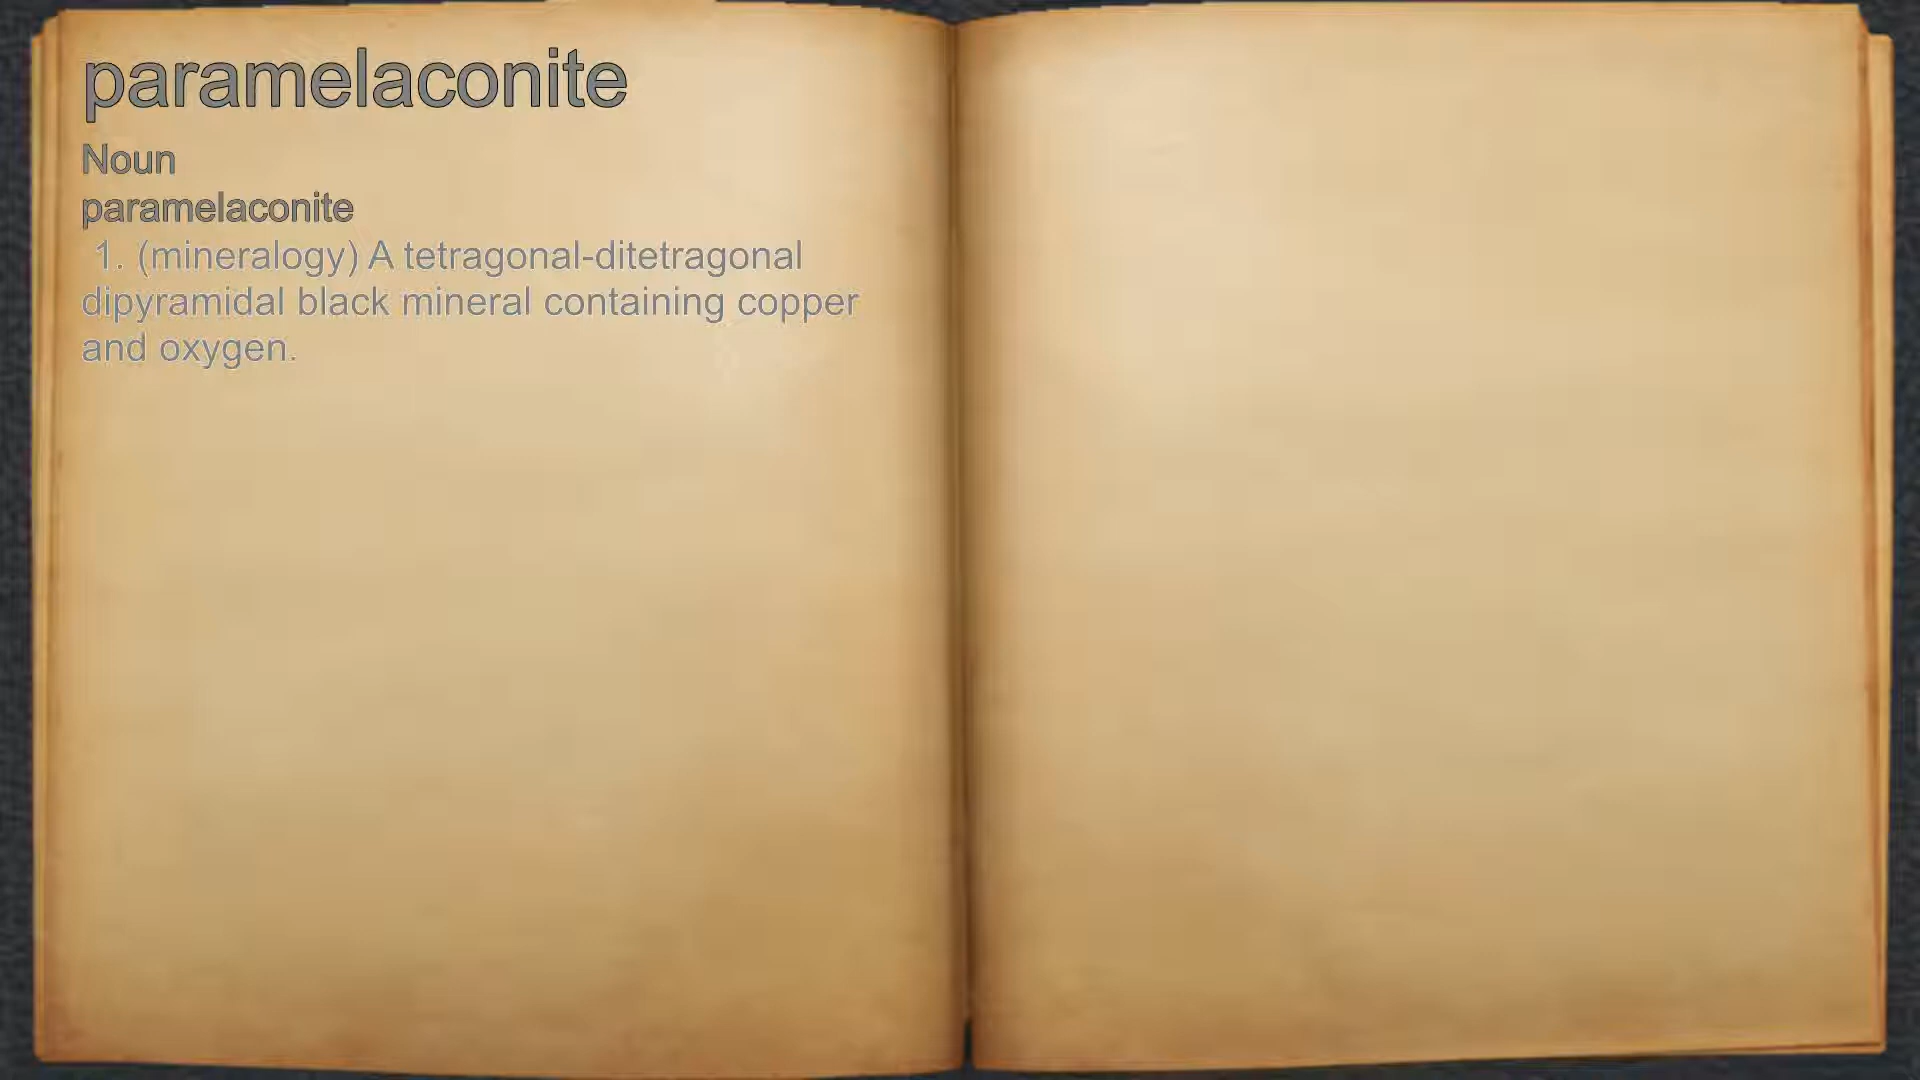 paramelaconite
Noun
paramelaconite
1. (mineralogy) A tetragonal-ditetragonal
dipyramidal black mineral containing copper
and oxygen.